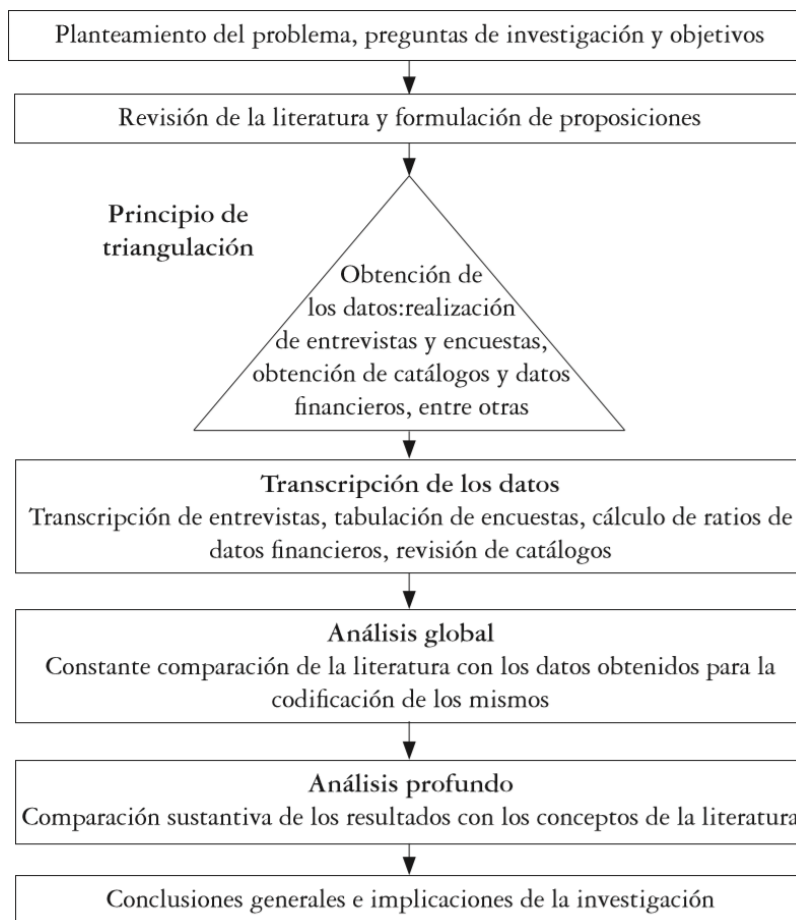 Planteamiento del problema, preguntas de investigación y objetivos
Revisión de la literatura y formulación de proposiciones
Principio de
triangulación
Obtención de
los datos:realización
de entrevistas y encuestas,
obtención de catálogos y datos
financieros, entre otras
Transcripción de los datos
Transcripción de entrevistas, tabulación de encuestas, cálculo de ratios de
datos financieros, revisión de catálogos
Análisis global
Constante comparación de la literatura con los datos obtenidos para la
codificación de los mismos
Análisis profundo
Comparación sustantiva de los resultados con los conceptos de la literatura
Conclusiones generales e implicaciones de la investigación